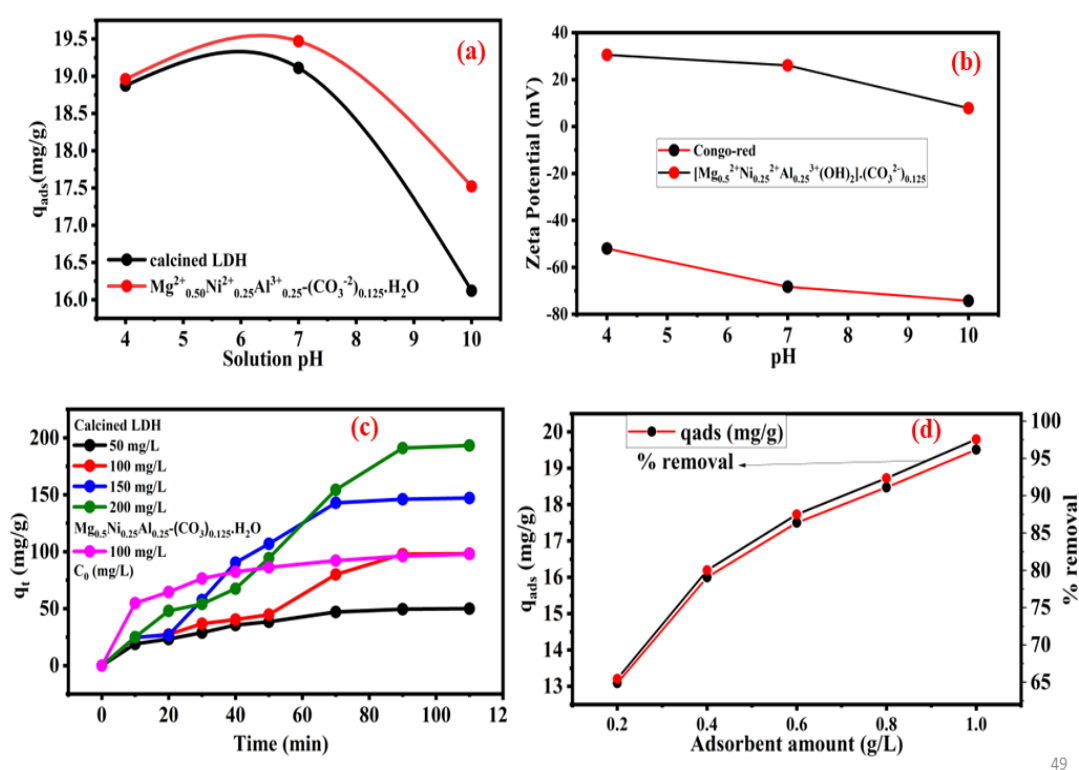 (a)
19.5
19.0
18.5
18.0
17.5
17.0
16.5
16.0
q_ads(mg/g)
calcined LDH
Mg²⁺₀.₅₀Ni²⁺₀.₂₅Al³⁺₀.₂₅-(CO₃⁻²)₀.₁₂₅.H₂O
4 5 6 7 8 9 10
Solution pH
(b)
40
20
0
-20
-40
-60
-80
Zeta Potential (mV)
Congo-red
[Mg₀.₅²⁺Ni₀.₂₅²⁺Al₀.₂₅³⁺(OH)₂].(CO₃²⁻)₀.₁₂₅
4 5 6 7 8 9 10
pH
(c)
200
150
100
50
0
q_t (mg/g)
Calcined LDH
50 mg/L
100 mg/L
150 mg/L
200 mg/L
Mg₀.₅Ni₀.₂₅Al₀.₂₅-(CO₃)₀.₁₂₅.H₂O
100 mg/L
C₀ (mg/L)
0 20 40 60 80 100 12
Time (min)
(d)
20
19
18
17
16
15
14
13
q_ads (mg/g)
qads (mg/g)
% removal
100
95
90
85
80
75
70
65
% removal
0.2 0.4 0.6 0.8 1.0
Adsorbent amount (g/L)
49